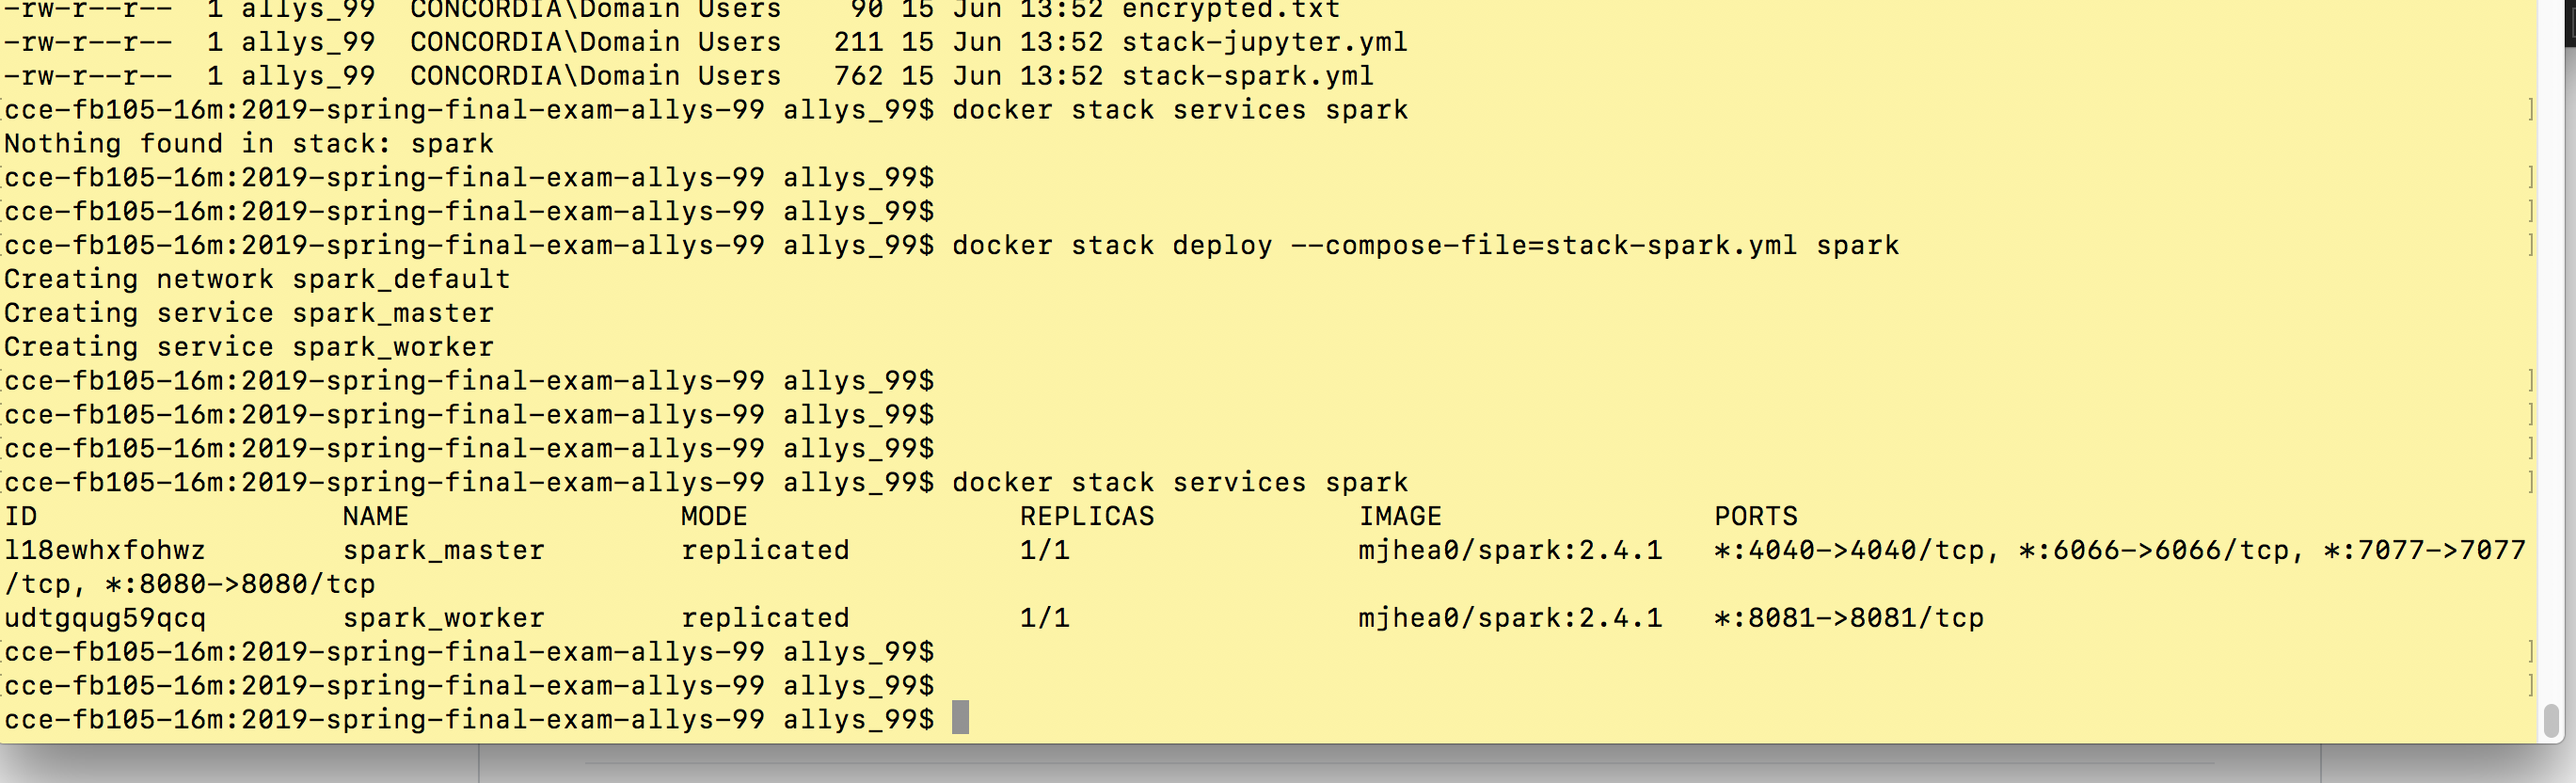 -rw-r--r-- 1 allys_99 CONCORDIA\Domain Users 90 15 Jun 13:52 encrypted.txt
-rw-r--r-- 1 allys_99 CONCORDIA\Domain Users 211 15 Jun 13:52 stack-jupyter.yml
-rw-r--r-- 1 allys_99 CONCORDIA\Domain Users 762 15 Jun 13:52 stack-spark.yml
[cce-fb105-16m:2019-spring-final-exam-allys-99 allys_99$ docker stack services spark ]
Nothing found in stack: spark
[cce-fb105-16m:2019-spring-final-exam-allys-99 allys_99$ ]
[cce-fb105-16m:2019-spring-final-exam-allys-99 allys_99$ ]
[cce-fb105-16m:2019-spring-final-exam-allys-99 allys_99$ docker stack deploy --compose-file=stack-spark.yml spark ]
Creating network spark_default
Creating service spark_master
Creating service spark_worker
[cce-fb105-16m:2019-spring-final-exam-allys-99 allys_99$ ]
[cce-fb105-16m:2019-spring-final-exam-allys-99 allys_99$ ]
[cce-fb105-16m:2019-spring-final-exam-allys-99 allys_99$ ]
[cce-fb105-16m:2019-spring-final-exam-allys-99 allys_99$ docker stack services spark ]
ID NAME MODE REPLICAS IMAGE PORTS
l18ewhxfohwz spark_master replicated 1/1 mjhea0/spark:2.4.1 *:4040->4040/tcp, *:6066->6066/tcp, *:7077->7077
/tcp, *:8080->8080/tcp
udtgqug59qcq spark_worker replicated 1/1 mjhea0/spark:2.4.1 *:8081->8081/tcp
[cce-fb105-16m:2019-spring-final-exam-allys-99 allys_99$ ]
[cce-fb105-16m:2019-spring-final-exam-allys-99 allys_99$ ]
cce-fb105-16m:2019-spring-final-exam-allys-99 allys_99$